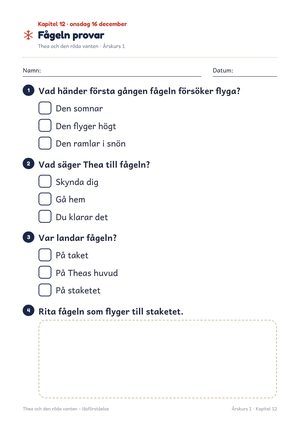 Kapitel 12 · onsdag 16 december
Fågeln provar
Thea och den röda vanten · Årskurs 1
Namn: Datum:
1 Vad händer första gången fågeln försöker flyga?
Den somnar
Den flyger högt
Den ramlar i snön
2 Vad säger Thea till fågeln?
Skynda dig
Gå hem
Du klarar det
3 Var landar fågeln?
På taket
På Theas huvud
På staketet
4 Rita fågeln som flyger till staketet.
Thea och den röda vanten – läsförståelse Årskurs 1 · Kapitel 12